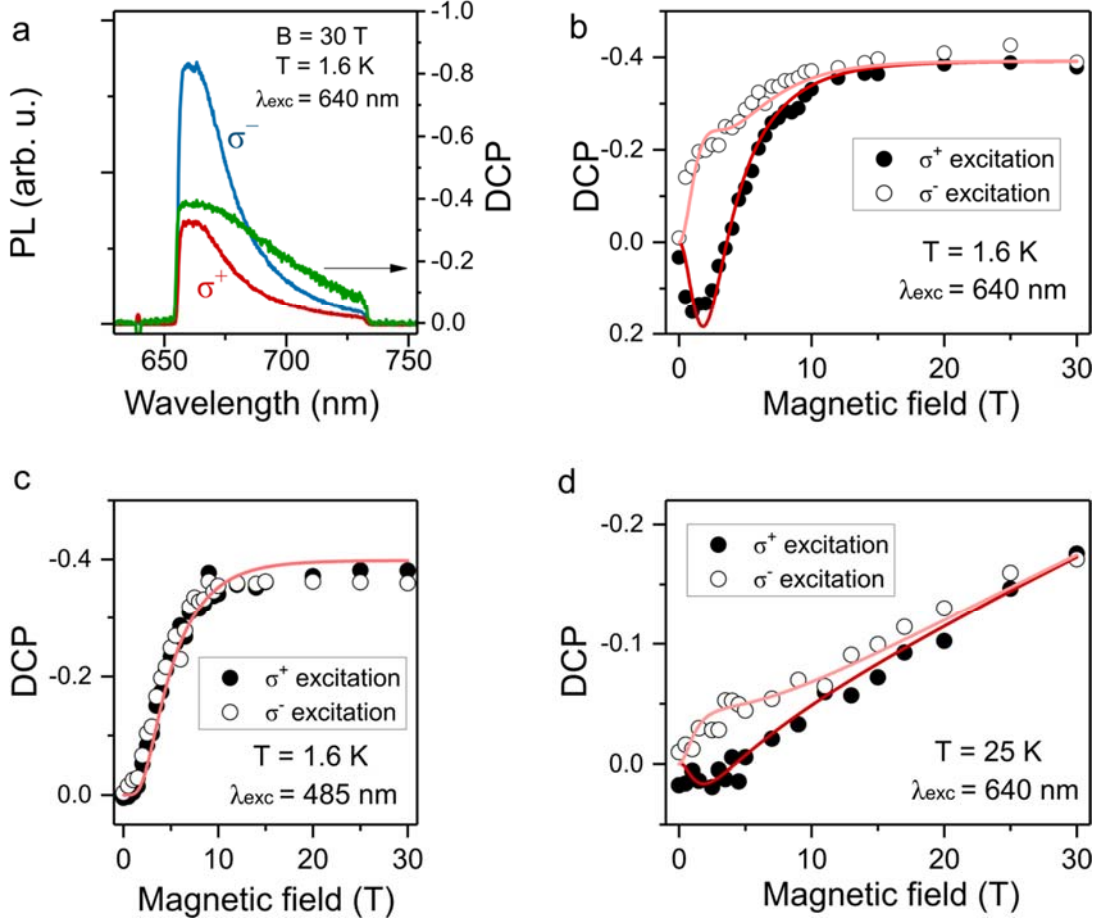 a
B = 30 T
T = 1.6 K
λexc = 640 nm
σ⁻
σ⁺
PL (arb. u.)
DCP
-1.0
-0.8
-0.6
-0.4
-0.2
0.0
650
700
750
Wavelength (nm)
b
-0.4
-0.2
0.0
0.2
DCP
σ⁺ excitation
σ⁻ excitation
T = 1.6 K
λexc = 640 nm
0
10
20
30
Magnetic field (T)
c
-0.4
-0.2
0.0
DCP
σ⁺ excitation
σ⁻ excitation
T = 1.6 K
λexc = 485 nm
0
10
20
30
Magnetic field (T)
d
-0.2
-0.1
0.0
DCP
σ⁺ excitation
σ⁻ excitation
T = 25 K
λexc = 640 nm
0
10
20
30
Magnetic field (T)